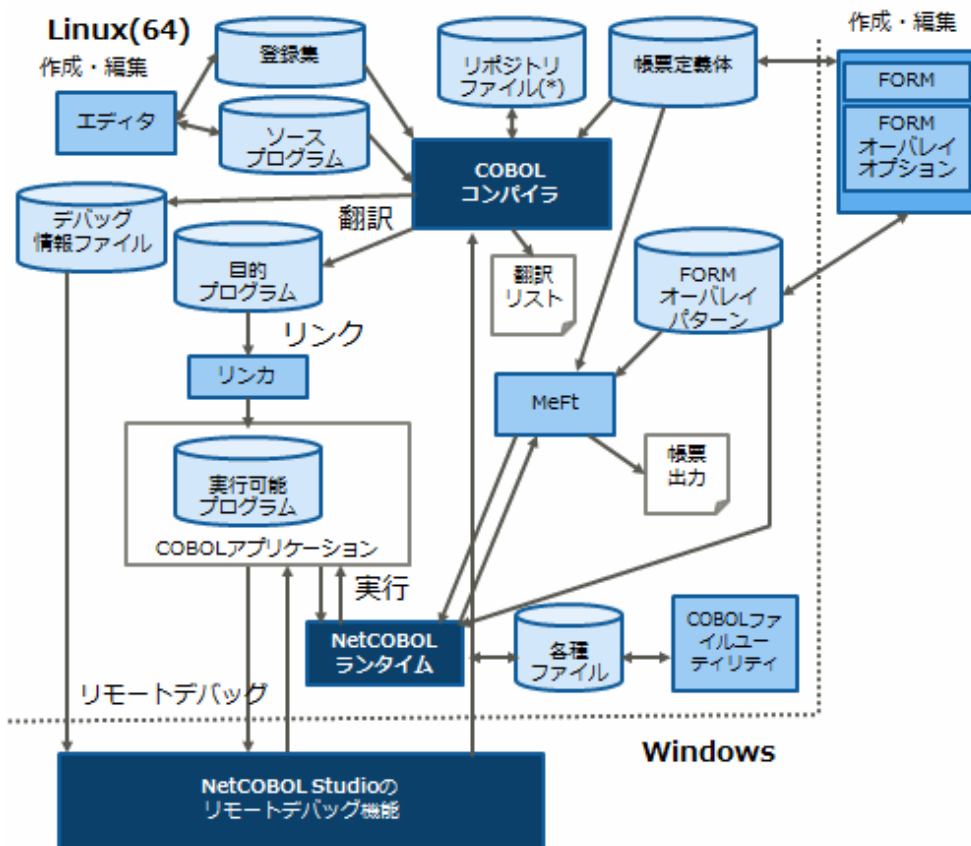 Linux(64)
作成・編集
エディタ
登録集
ソース
プログラム
リポジトリ
ファイル(*)
帳票定義体
作成・編集
FORM
FORM
オーバレイ
オプション
COBOL
コンパイラ
デバッグ
情報ファイル
翻訳
目的
プログラム
翻訳
リスト
FORM
オーバレイ
パターン
リンク
リンカ
MeFt
帳票
出力
実行可能
プログラム
COBOLアプリケーション
実行
NetCOBOL
ランタイム
各種
ファイル
COBOLファ
イルユー
ティリティ
リモートデバッグ
Windows
NetCOBOL Studioの
リモートデバッグ機能